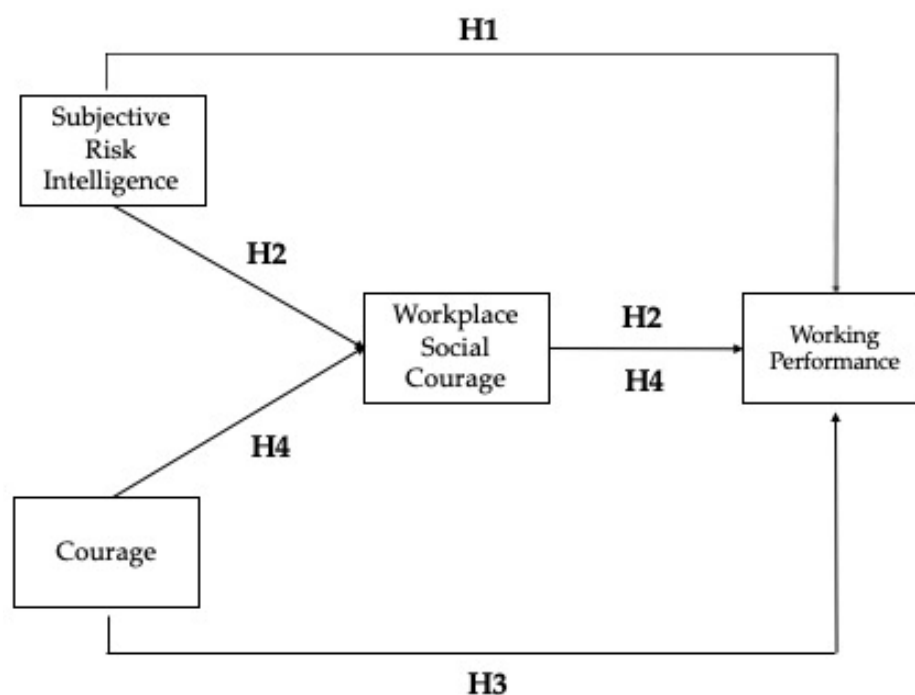 H1
Subjective
Risk
Intelligence
H2
Workplace
Social
Courage
H2
H4
Working
Performance
H4
Courage
H3